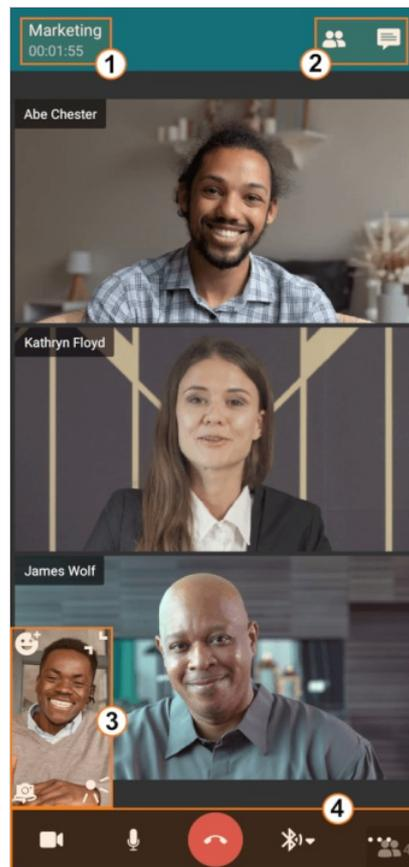 Marketing
00:01:55
1
2
Abe Chester
Kathryn Floyd
James Wolf
3
4